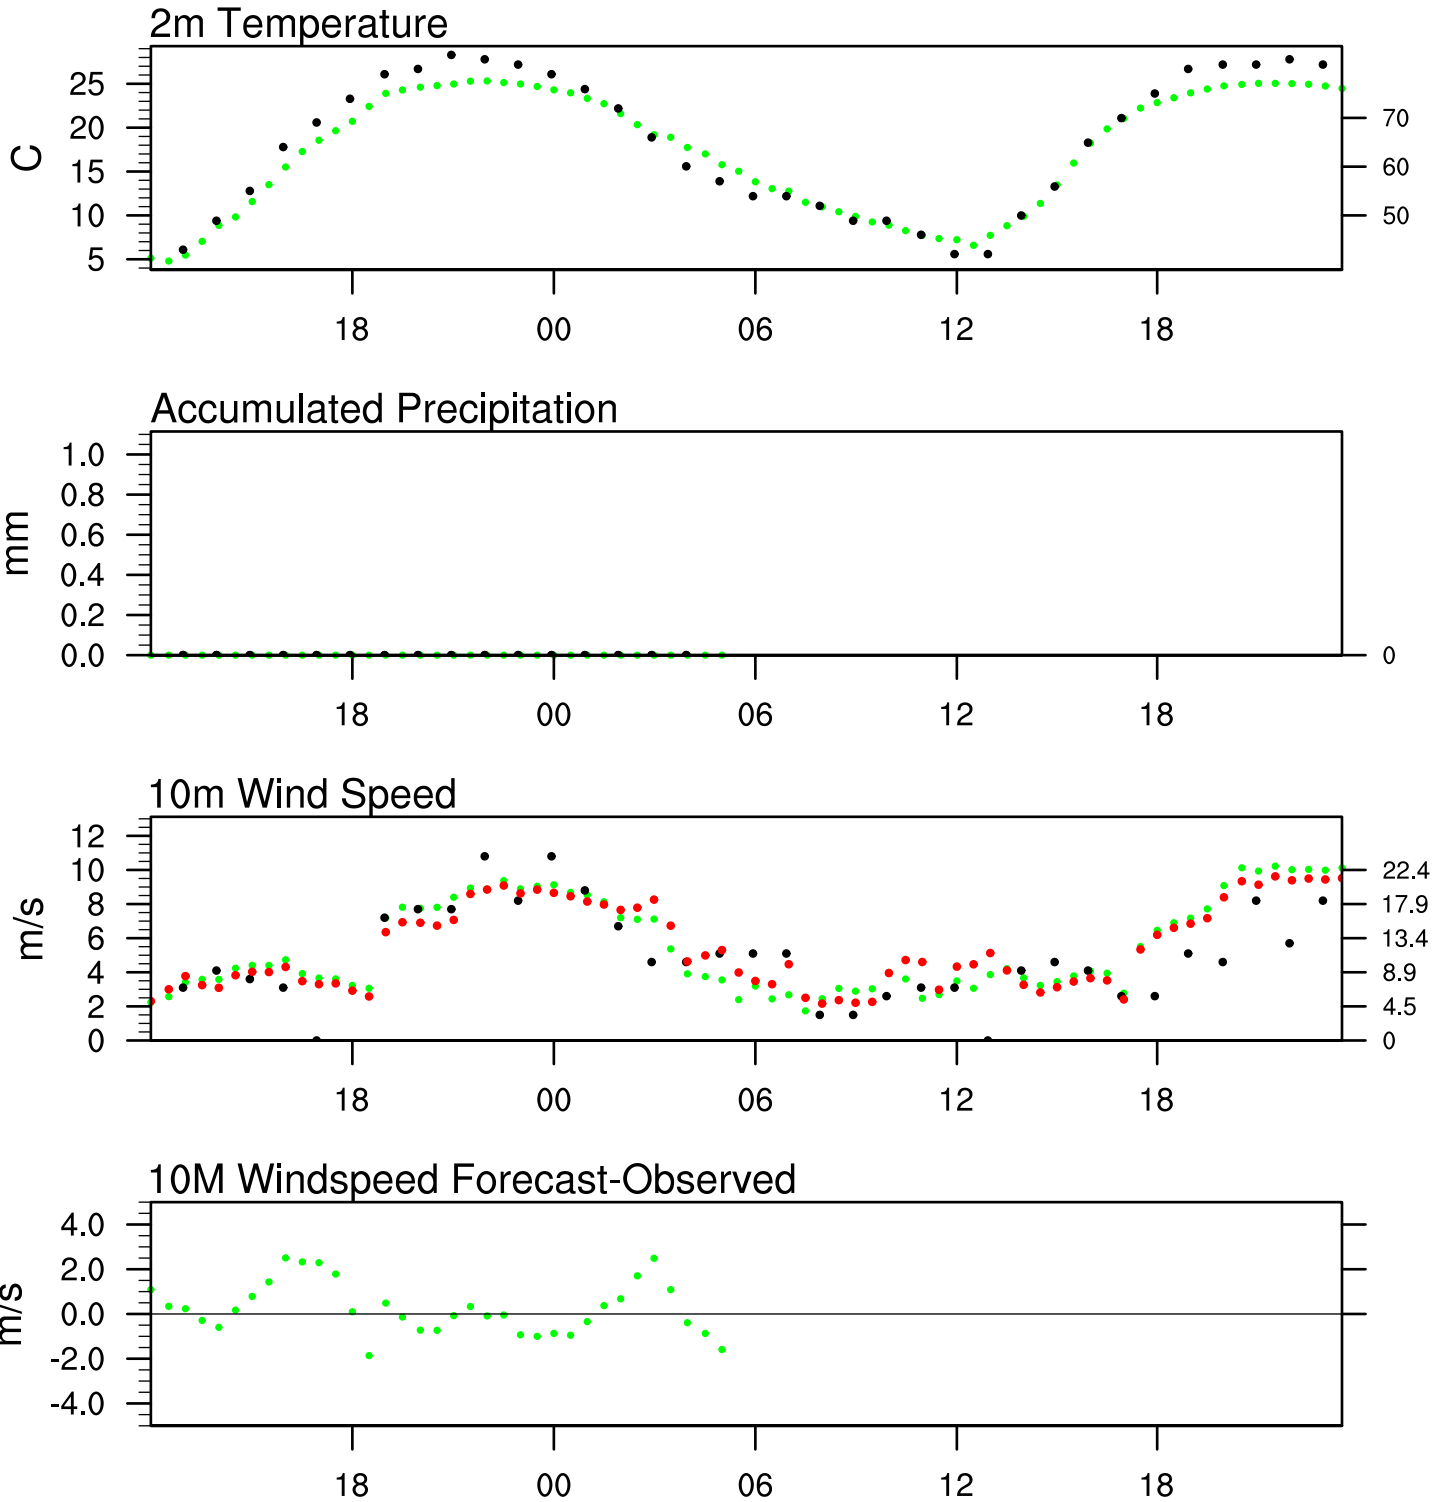 2m Temperature
25
20
15
10
5
C
70
60
50
18 00 06 12 18
Accumulated Precipitation
1.0
0.8
0.6
0.4
0.2
0.0
mm
0
18 00 06 12 18
10m Wind Speed
12
10
8
6
4
2
0
m/s
22.4
17.9
13.4
8.9
4.5
0
18 00 06 12 18
10M Windspeed Forecast-Observed
4.0
2.0
0.0
-2.0
-4.0
m/s
18 00 06 12 18